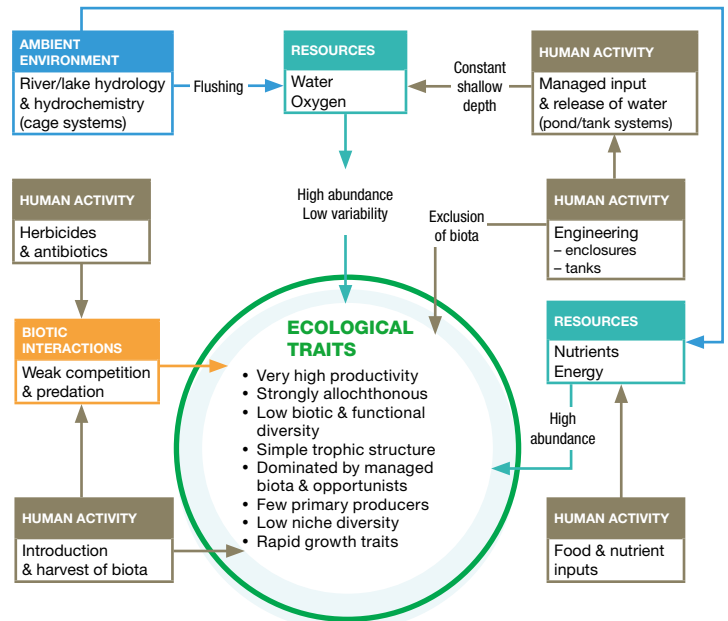 AMBIENT
ENVIRONMENT
River/lake hydrology
& hydrochemistry
(cage systems)
Flushing
RESOURCES
Water
Oxygen
Constant
shallow
depth
HUMAN ACTIVITY
Managed input
& release of water
(pond/tank systems)
HUMAN ACTIVITY
Herbicides
& antibiotics
High abundance
Low variability
Exclusion
of biota
HUMAN ACTIVITY
Engineering
– enclosures
– tanks
BIOTIC
INTERACTIONS
Weak competition
& predation
ECOLOGICAL
TRAITS
• Very high productivity
• Strongly allochthonous
• Low biotic & functional
diversity
• Simple trophic structure
• Dominated by managed
biota & opportunists
• Few primary producers
• Low niche diversity
• Rapid growth traits
RESOURCES
Nutrients
Energy
High
abundance
HUMAN ACTIVITY
Introduction
& harvest of biota
HUMAN ACTIVITY
Food & nutrient
inputs